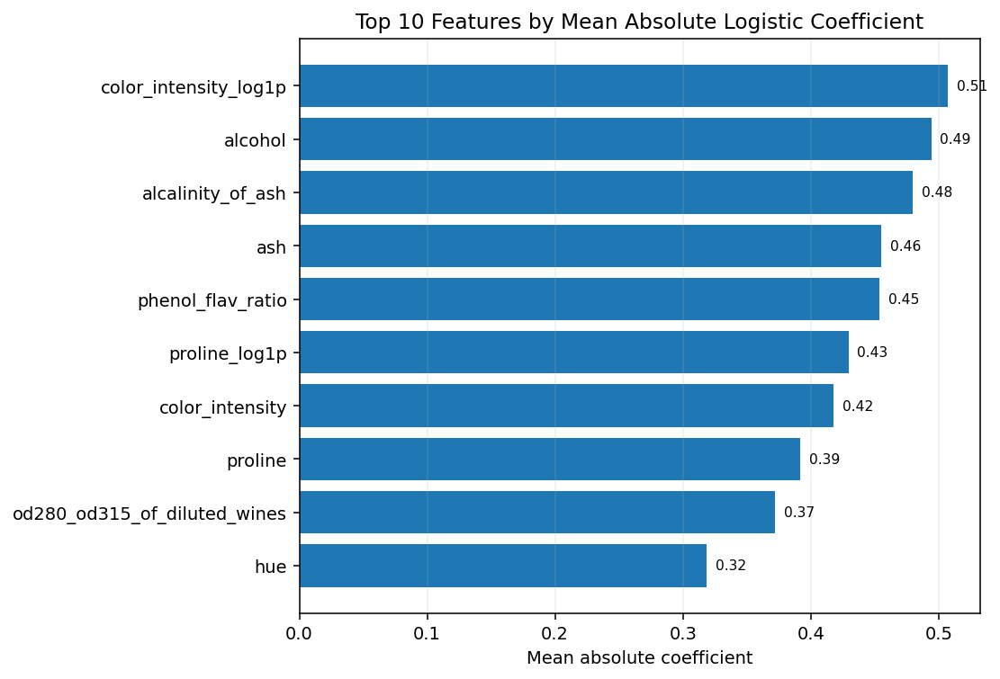 Top 10 Features by Mean Absolute Logistic Coefficient
color_intensity_log1p 0.51
alcohol 0.49
alcalinity_of_ash 0.48
ash 0.46
phenol_flav_ratio 0.45
proline_log1p 0.43
color_intensity 0.42
proline 0.39
od280_od315_of_diluted_wines 0.37
hue 0.32
0.0 0.1 0.2 0.3 0.4 0.5
Mean absolute coefficient